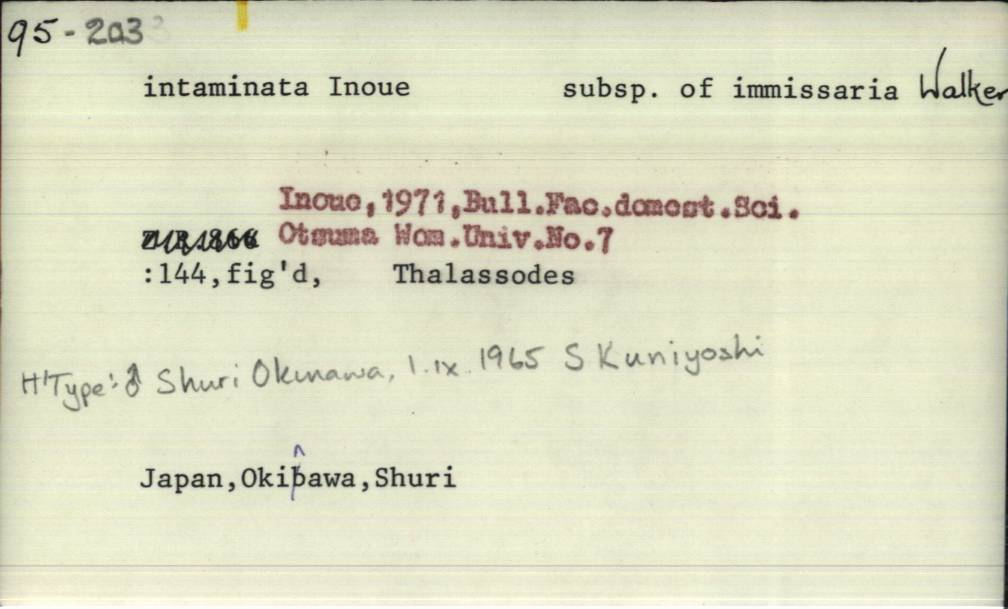 95-203
intaminata Inoue subsp. of immissaria Walker
Inoue,1971,Bull.Fac.domest.Sci.
Otsuma Wom.Univ.No.7
:144,fig'd, Thalassodes
H'Type:♂ Shuri Okinawa, 1.ix.1965 S Kuniyoshi
Japan,Okinawa,Shuri